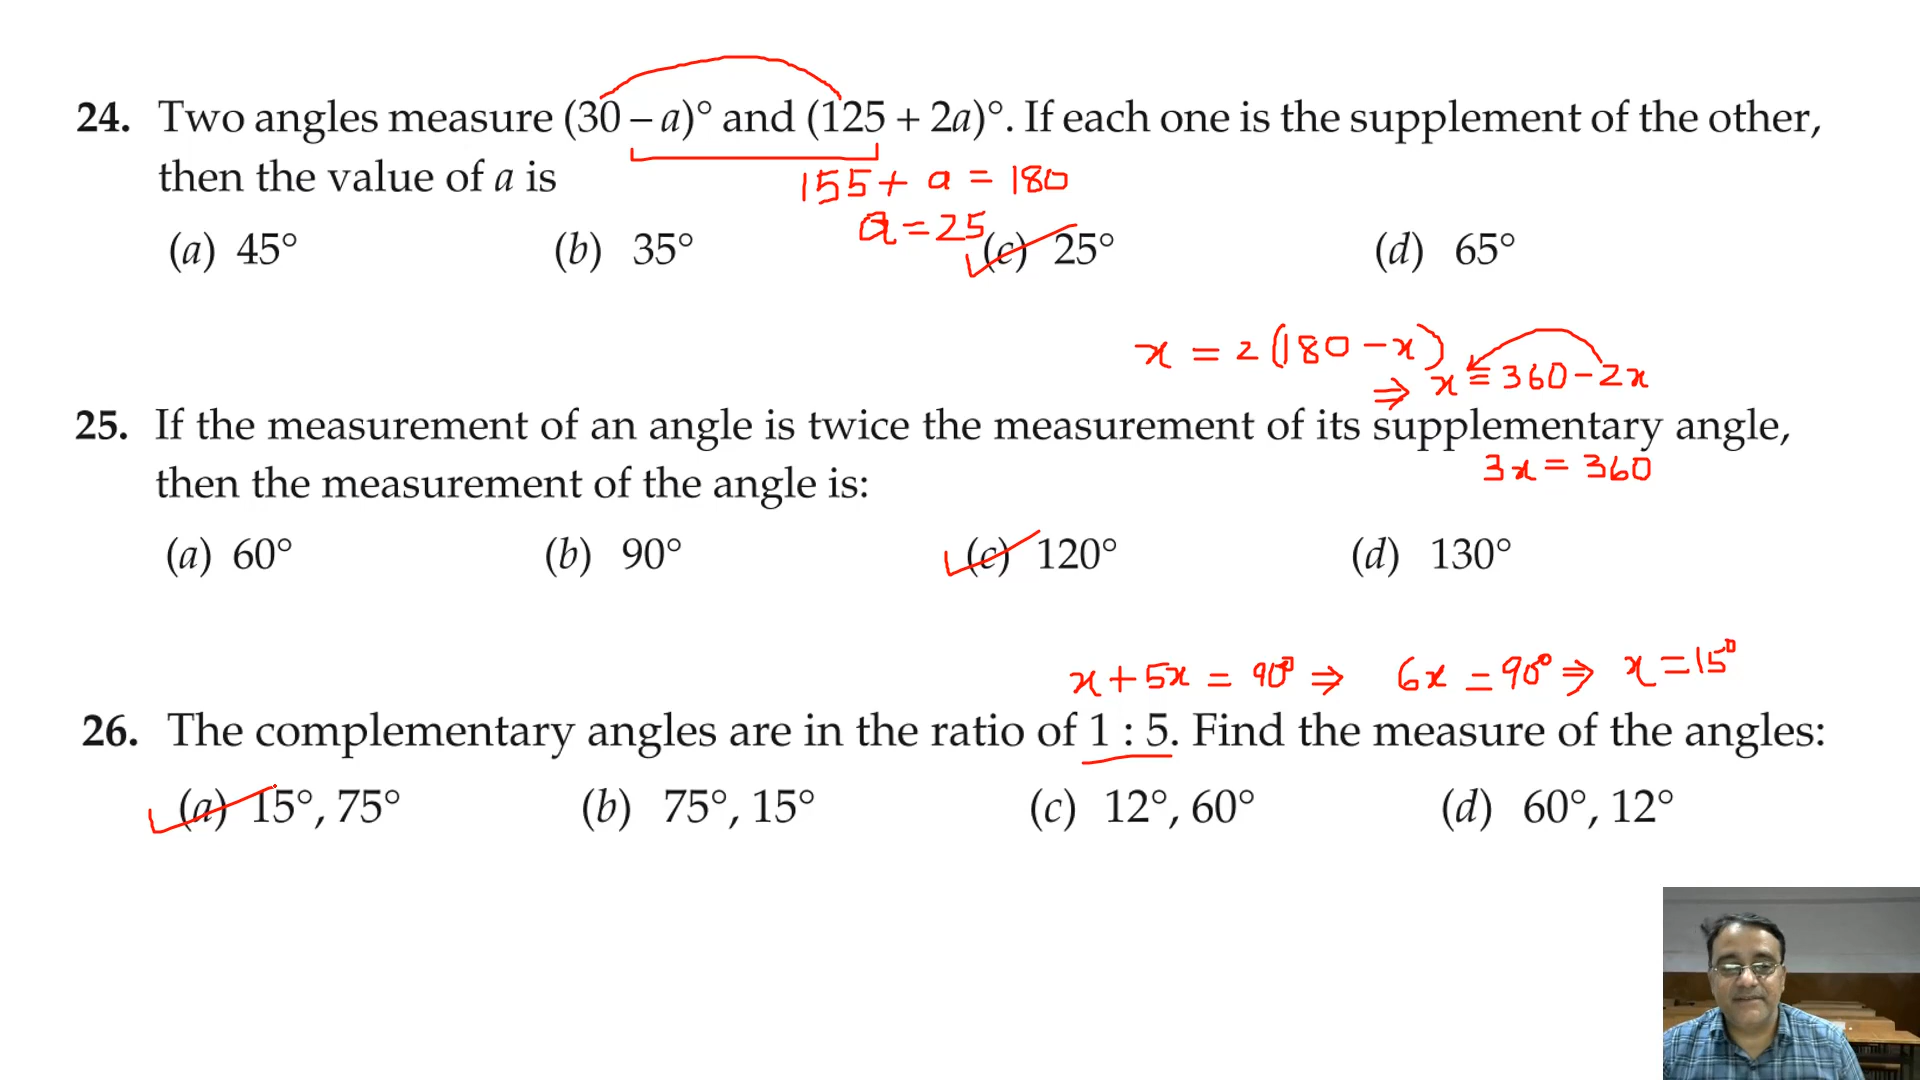 24. Two angles measure (30 – a)° and (125 + 2a)°. If each one is the supplement of the other,
then the value of a is
155 + a = 180
a = 25
(a) 45° (b) 35° (c) 25° (d) 65°
x = 2(180 – x)
⇒ x = 360 – 2x
25. If the measurement of an angle is twice the measurement of its supplementary angle,
3x = 360
then the measurement of the angle is:
(a) 60° (b) 90° (c) 120° (d) 130°
x + 5x = 90° ⇒ 6x = 90° ⇒ x = 15°
26. The complementary angles are in the ratio of 1 : 5. Find the measure of the angles:
(a) 15°, 75° (b) 75°, 15° (c) 12°, 60° (d) 60°, 12°